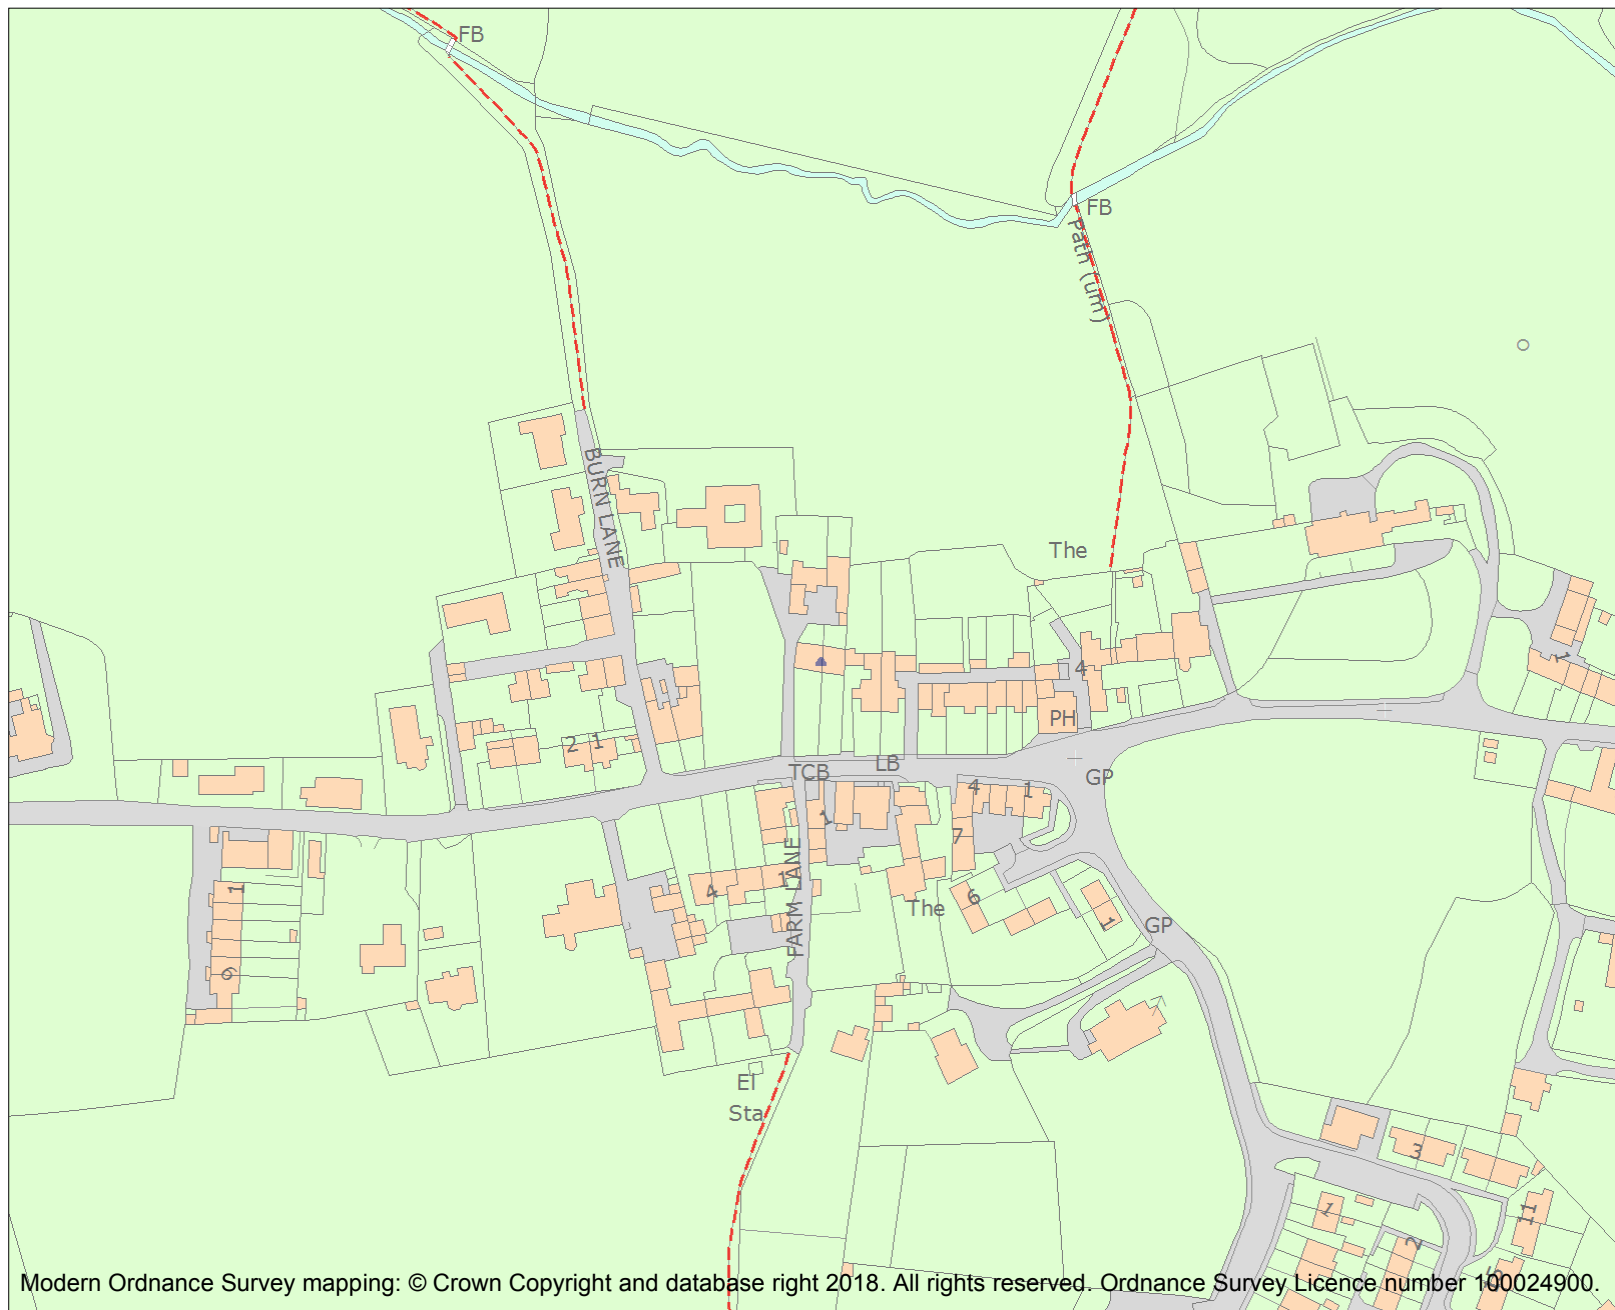 FB
FB
Path (um)
BURN LANE
The
4
PH
1
2 1
TCB
LB
GP
4
1
1
7
FARM LANE
4
1
6
The
1
GP
1
6
El
Sta
3
1
11
2
15
Modern Ordnance Survey mapping: © Crown Copyright and database right 2018. All rights reserved. Ordnance Survey Licence number 100024900.